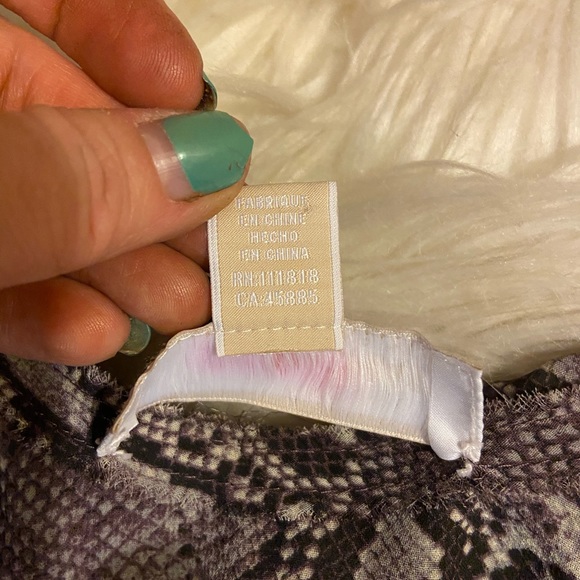 FABRIQUE
EN CHINE
HECHO
EN CHINA
RN:111818
CA:45885